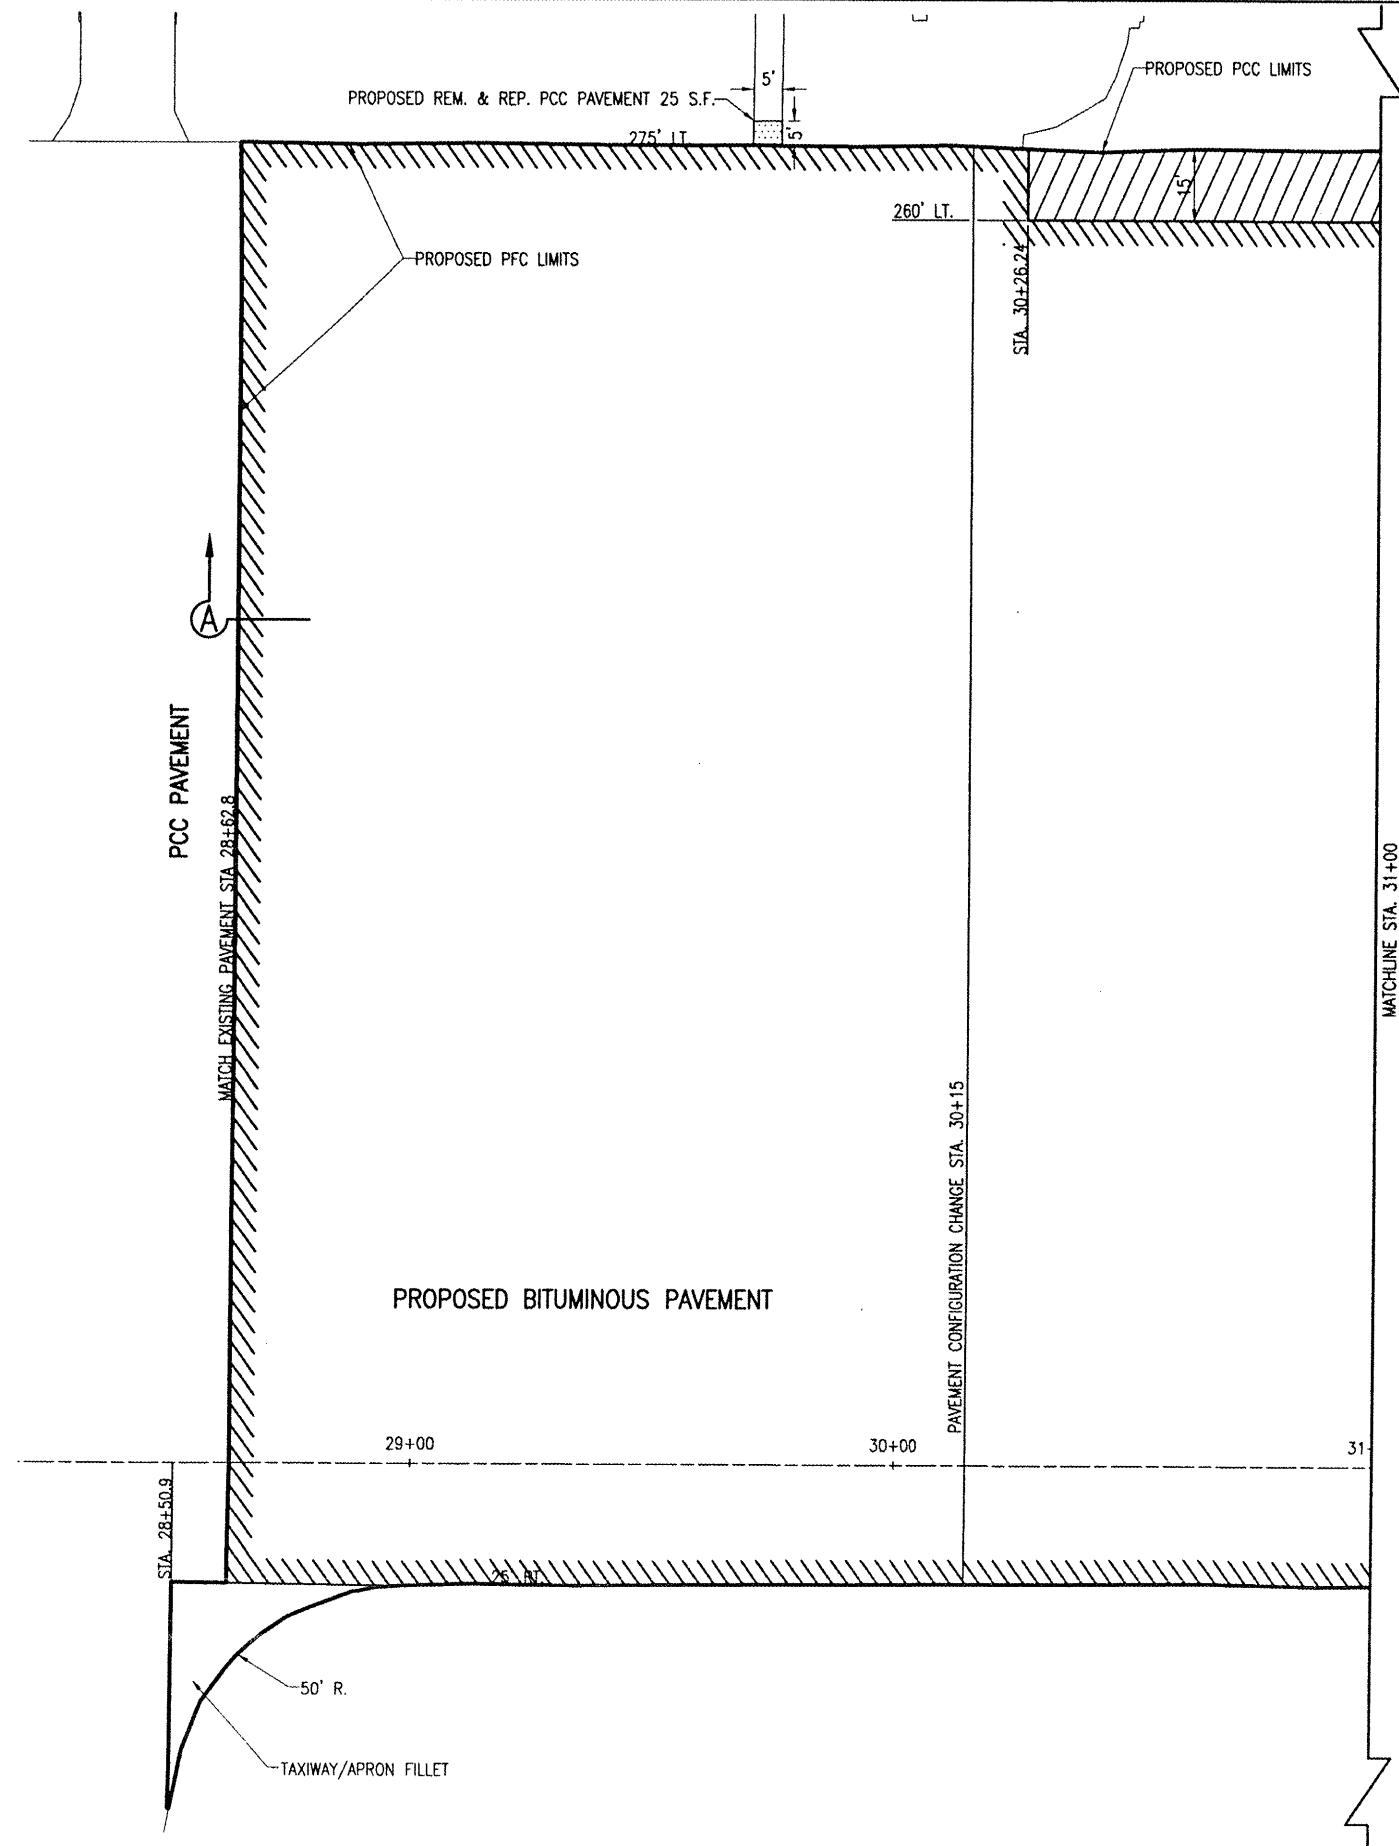 5'
PROPOSED PCC LIMITS
PROPOSED REM. & REP. PCC PAVEMENT 25 S.F.
5'
275' LT.
15'
260' LT.
PROPOSED PFC LIMITS
STA. 30+26.24
A
PCC PAVEMENT
MATCH EXISTING PAVEMENT STA 28+62.8
MATCHLINE STA. 31+00
PAVEMENT CONFIGURATION CHANGE STA. 30+15
PROPOSED BITUMINOUS PAVEMENT
29+00
30+00
31
STA. 28+50.9
25' RT.
50' R.
TAXIWAY/APRON FILLET